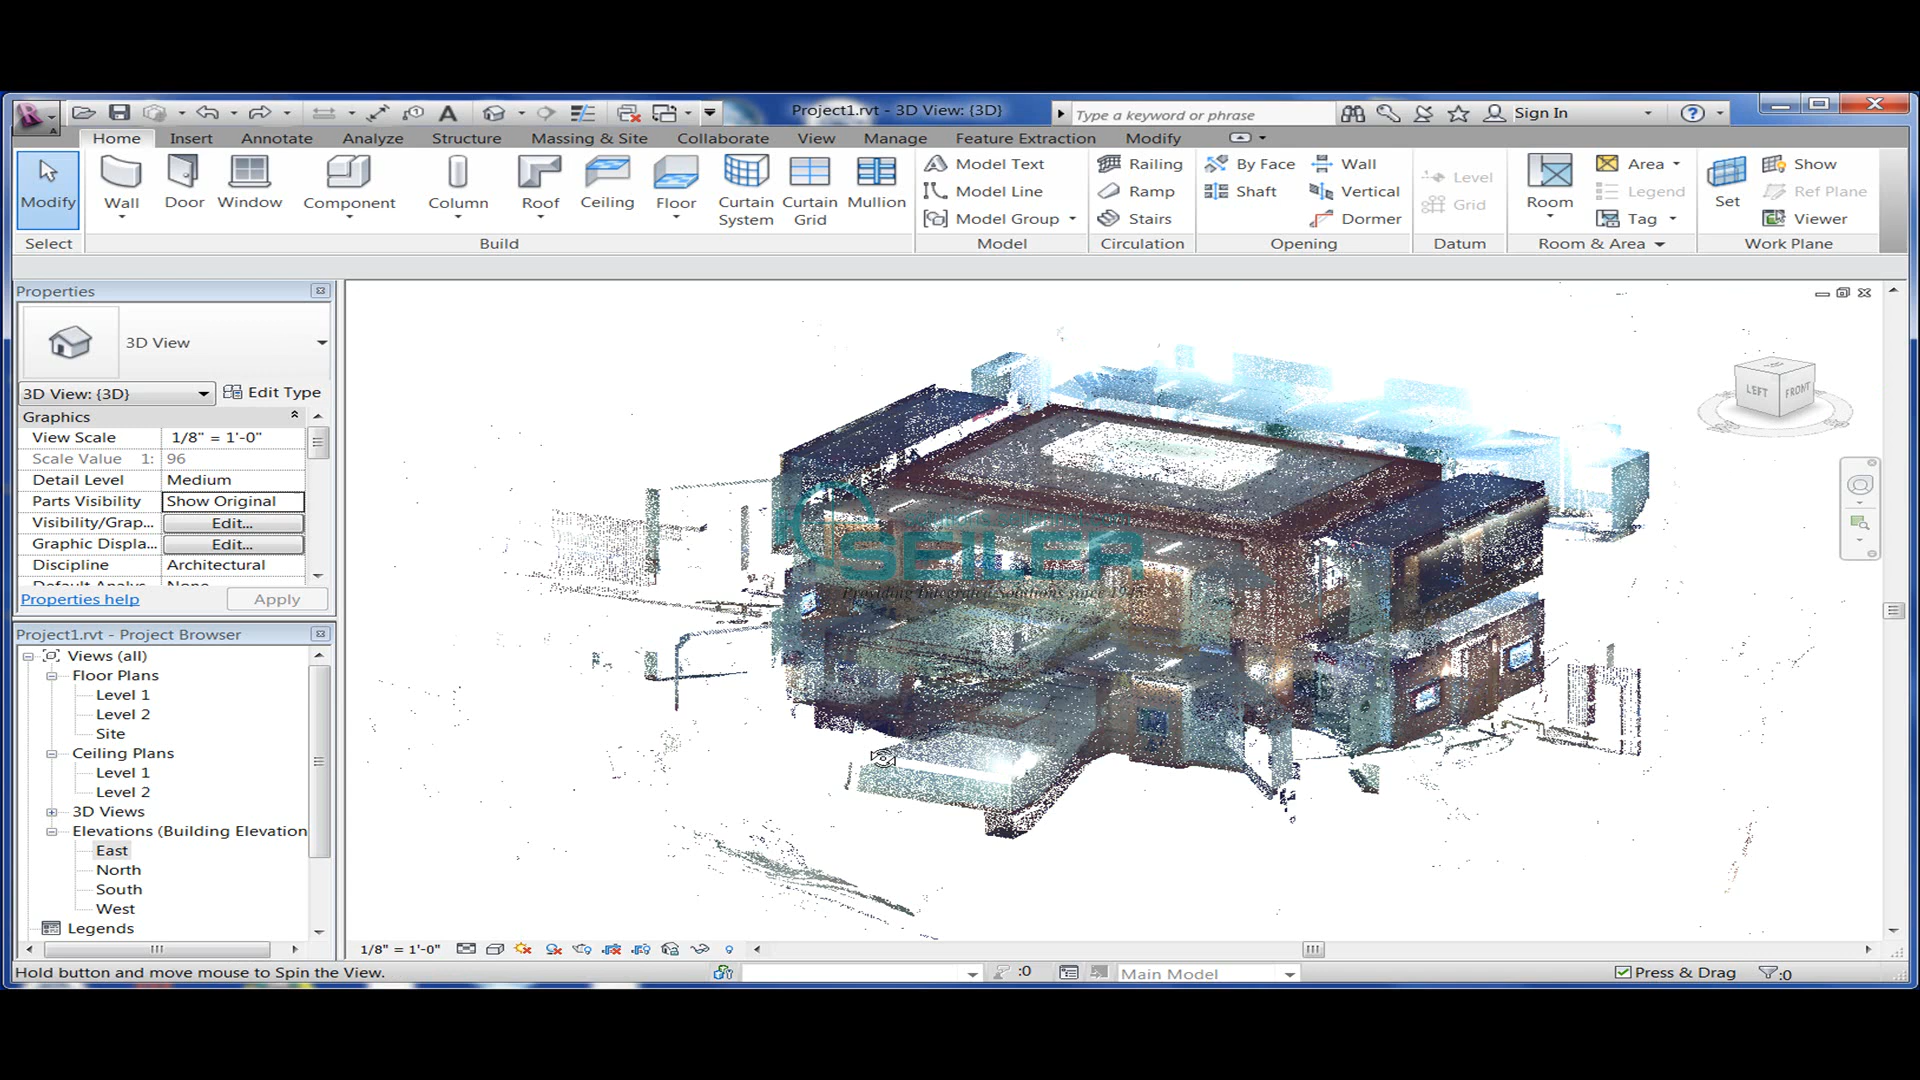 Project1.rvt - 3D View: {3D}
Type a keyword or phrase
Sign In
Home Insert Annotate Analyze Structure Massing & Site Collaborate View Manage Feature Extraction Modify
Modify
Wall
Door
Window
Component
Column
Roof
Ceiling
Floor
Curtain System
Curtain Grid
Mullion
Model Text
Model Line
Model Group
Railing
Ramp
Stairs
By Face
Shaft
Wall
Vertical
Dormer
Level
Grid
Room
Area
Legend
Tag
Set
Show
Ref Plane
Viewer
Select Build Model Circulation Opening Datum Room & Area Work Plane
Properties
3D View
3D View: {3D} Edit Type
Graphics
View Scale 1/8" = 1'-0"
Scale Value 1: 96
Detail Level Medium
Parts Visibility Show Original
Visibility/Grap... Edit...
Graphic Displa... Edit...
Discipline Architectural
Properties help Apply
Project1.rvt - Project Browser
Views (all)
Floor Plans
Level 1
Level 2
Site
Ceiling Plans
Level 1
Level 2
3D Views
Elevations (Building Elevation
East
North
South
West
Legends
LEFT FRONT
SEILER
Providing Integrated Solutions since 1945
1/8" = 1'-0"
Hold button and move mouse to Spin the View.
:0
Main Model
Press & Drag
:0